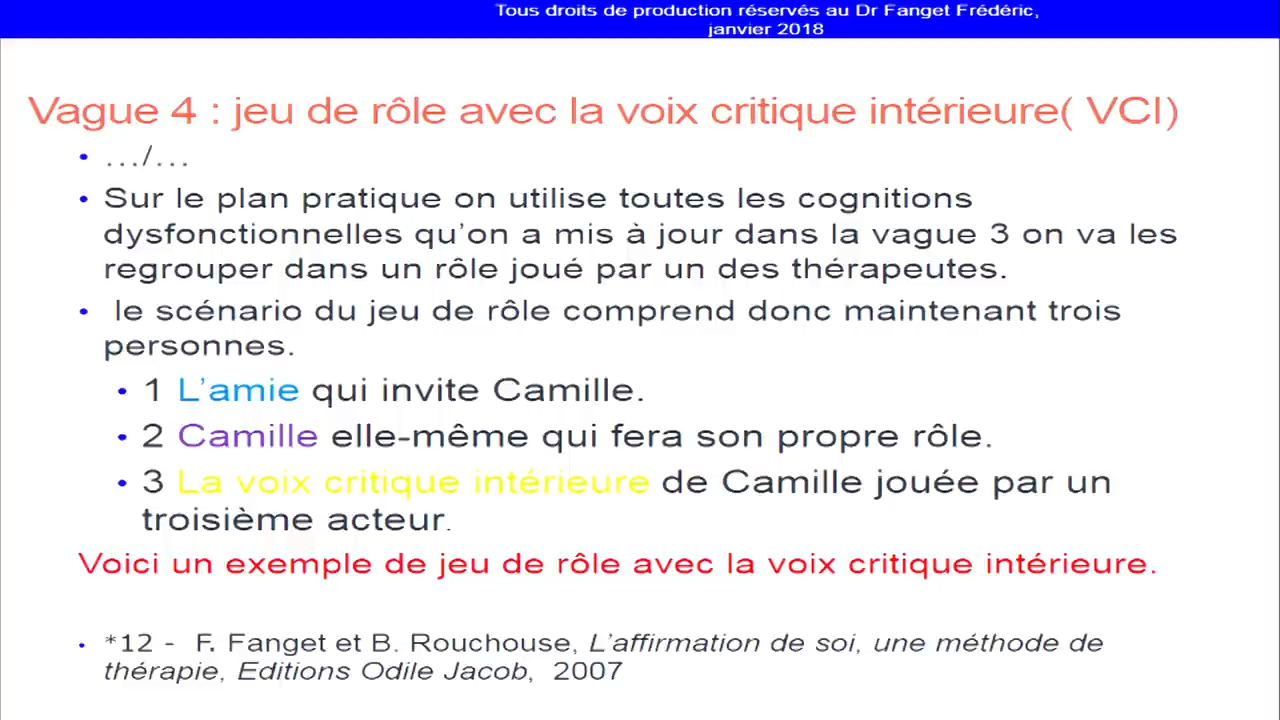 Tous droits de production réservés au Dr Fanget Frédéric,
janvier 2018
Vague 4 : jeu de rôle avec la voix critique intérieure( VCI)
• …/…
• Sur le plan pratique on utilise toutes les cognitions
dysfonctionnelles qu’on a mis à jour dans la vague 3 on va les
regrouper dans un rôle joué par un des thérapeutes.
• le scénario du jeu de rôle comprend donc maintenant trois
personnes.
• 1 L’amie qui invite Camille.
• 2 Camille elle-même qui fera son propre rôle.
• 3 La voix critique intérieure de Camille jouée par un
troisième acteur.
Voici un exemple de jeu de rôle avec la voix critique intérieure.
• *12 - F. Fanget et B. Rouchouse, L’affirmation de soi, une méthode de
thérapie, Editions Odile Jacob, 2007